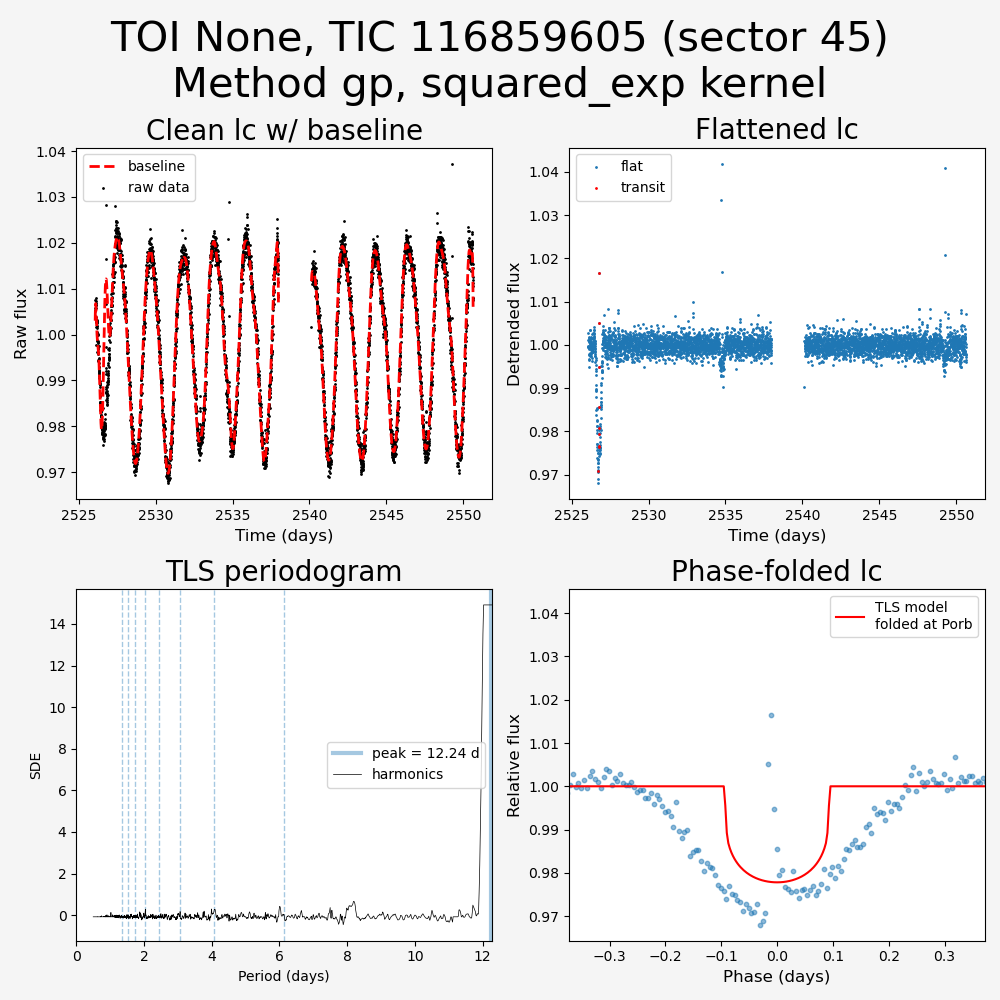 TOI None, TIC 116859605 (sector 45)
Method gp, squared_exp kernel
Clean lc w/ baseline
1.04
1.03
1.02
1.01
1.00
0.99
0.98
0.97
Raw flux
baseline
raw data
2525
2530
2535
2540
2545
2550
Time (days)
Flattened lc
1.04
1.03
1.02
1.01
1.00
0.99
0.98
0.97
Detrended flux
flat
transit
2525
2530
2535
2540
2545
2550
Time (days)
TLS periodogram
14
12
10
8
6
4
2
0
SDE
peak = 12.24 d
harmonics
0
2
4
6
8
10
12
Period (days)
Phase-folded lc
1.04
1.03
1.02
1.01
1.00
0.99
0.98
0.97
Relative flux
TLS model
folded at Porb
−0.3
−0.2
−0.1
0.0
0.1
0.2
0.3
Phase (days)